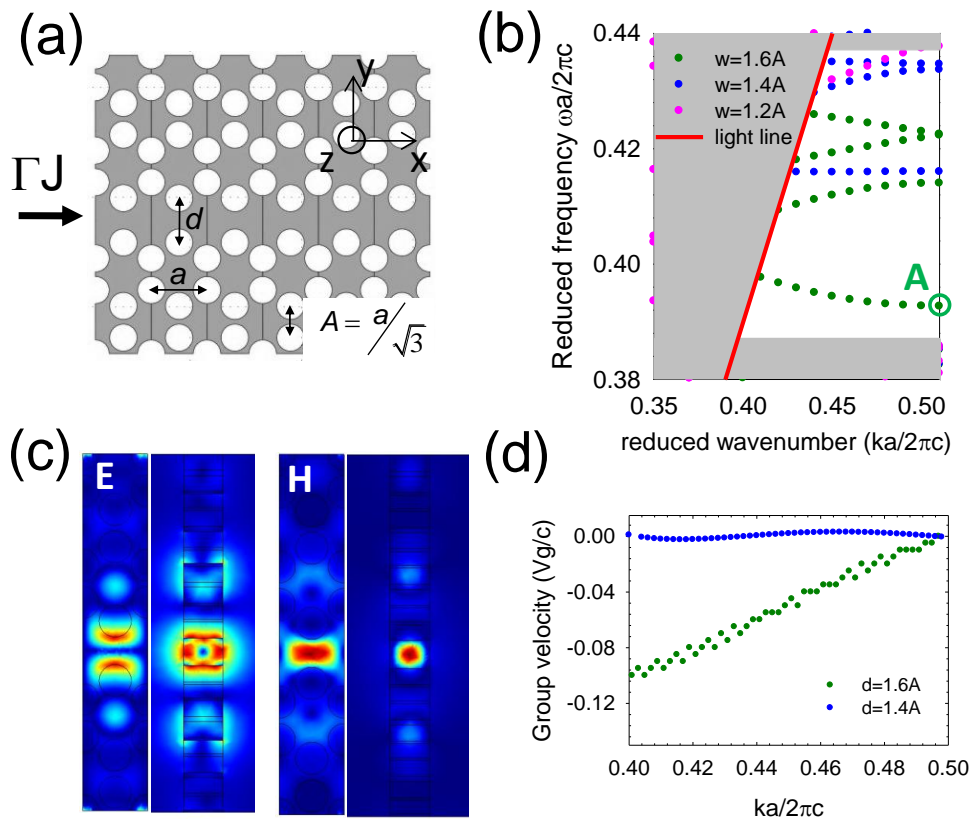 (a)
y
z
x
ΓJ
d
a
A = a/√3
(b)
Reduced frequency ωa/2πc
0.44
0.42
0.40
0.38
w=1.6A
w=1.4A
w=1.2A
light line
A
0.35
0.40
0.45
0.50
reduced wavenumber (ka/2πc)
(c)
E
H
(d)
Group velocity (Vg/c)
0.00
-0.04
-0.08
-0.12
d=1.6A
d=1.4A
0.40
0.42
0.44
0.46
0.48
0.50
ka/2πc